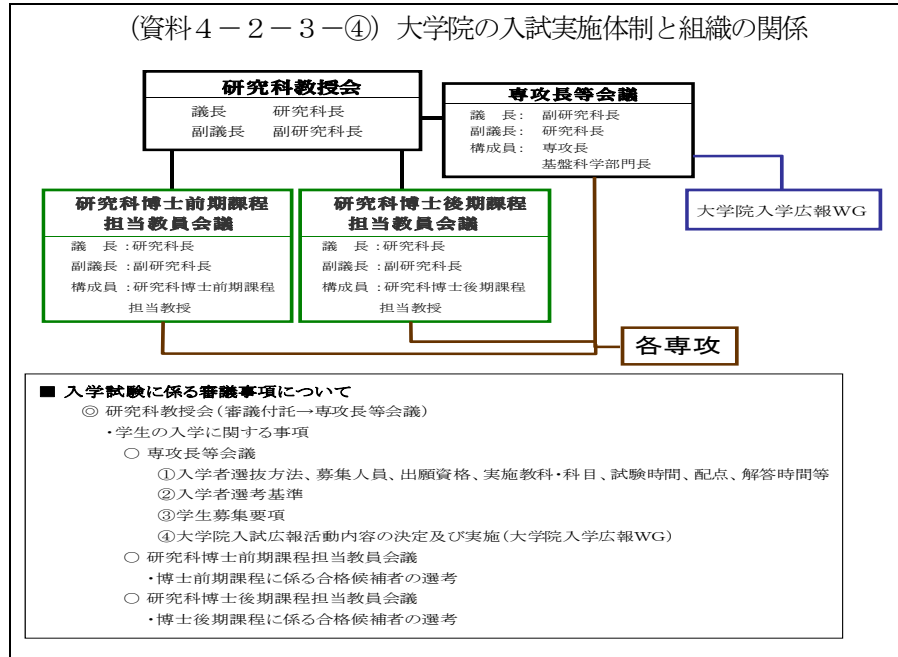 (資料4-2-3-④) 大学院の入試実施体制と組織の関係
研究科教授会
議長 研究科長
副議長 副研究科長
専攻長等会議
議 長: 副研究科長
副議長: 研究科長
構成員: 専攻長
基盤科学部門長
研究科博士前期課程
担当教員会議
議 長:研究科長
副議長:副研究科長
構成員:研究科博士前期課程
担当教授
研究科博士後期課程
担当教員会議
議 長:研究科長
副議長:副研究科長
構成員:研究科博士後期課程
担当教授
大学院入学広報WG
各専攻
■ 入学試験に係る審議事項について
◎ 研究科教授会(審議付託→専攻長等会議)
・学生の入学に関する事項
○ 専攻長等会議
①入学者選抜方法、募集人員、出願資格、実施教科・科目、試験時間、配点、解答時間等
②入学者選考基準
③学生募集要項
④大学院入試広報活動内容の決定及び実施(大学院入学広報WG)
○ 研究科博士前期課程担当教員会議
・博士前期課程に係る合格候補者の選考
○ 研究科博士後期課程担当教員会議
・博士後期課程に係る合格候補者の選考